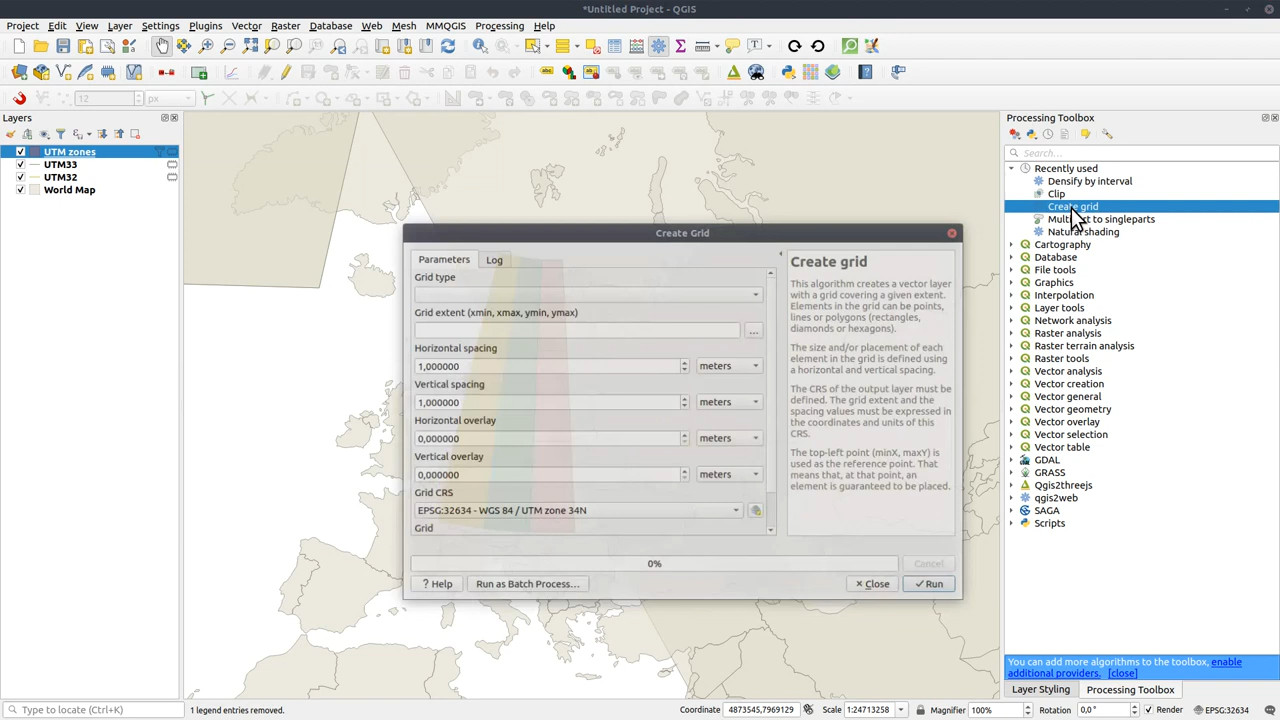 *Untitled Project - QGIS
Project Edit View Layer Settings Plugins Vector Raster Database Web Mesh MMQGIS Processing Help
12 px
Layers
UTM zones
UTM33
UTM32
World Map
Create Grid
Parameters Log
Grid type
Grid extent (xmin, xmax, ymin, ymax)
...
Horizontal spacing
1,000000 meters
Vertical spacing
1,000000 meters
Horizontal overlay
0,000000 meters
Vertical overlay
0,000000 meters
Grid CRS
EPSG:32634 - WGS 84 / UTM zone 34N
Grid
Create grid
This algorithm creates a vector layer
with a grid covering a given extent.
Elements in the grid can be points,
lines or polygons (rectangles,
diamonds or hexagons).
The size and/or placement of each
element in the grid is defined using
a horizontal and vertical spacing.
The CRS of the output layer must be
defined. The grid extent and the
spacing values must be expressed in
the coordinates and units of this
CRS.
The top-left point (minX, maxY) is
used as the reference point. That
means that, at that point, an
element is guaranteed to be placed.
0% Cancel
? Help Run as Batch Process... Close Run
Processing Toolbox
Search...
Recently used
Densify by interval
Clip
Create grid
Mult to singleparts
Natural shading
Cartography
Database
File tools
Graphics
Interpolation
Layer tools
Network analysis
Raster analysis
Raster terrain analysis
Raster tools
Vector analysis
Vector creation
Vector general
Vector geometry
Vector overlay
Vector selection
Vector table
GDAL
GRASS
Qgis2threejs
qgis2web
SAGA
Scripts
You can add more algorithms to the toolbox, enable
additional providers. [close]
Layer Styling Processing Toolbox
Type to locate (Ctrl+K) 1 legend entries removed. Coordinate 4873545,7969129 Scale 1:24713258 Magnifier 100% Rotation 0,0° Render EPSG:32634